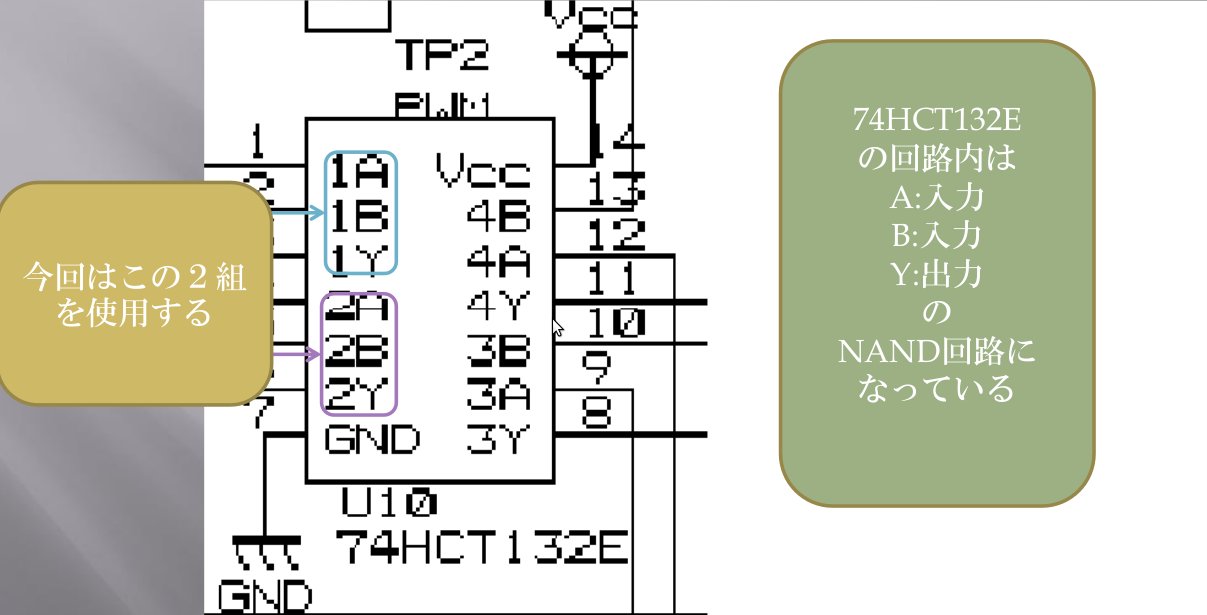 Vcc
TP2
PWM
1
14
1A
Vcc
2
13
1B
4B
12
1Y
4A
11
2A
4Y
10
2B
3B
9
2Y
3A
7
8
GND
3Y
U10
74HCT132E
GND
今回はこの２組
を使用する
74HCT132E
の回路内は
A:入力
B:入力
Y:出力
の
NAND回路に
なっている